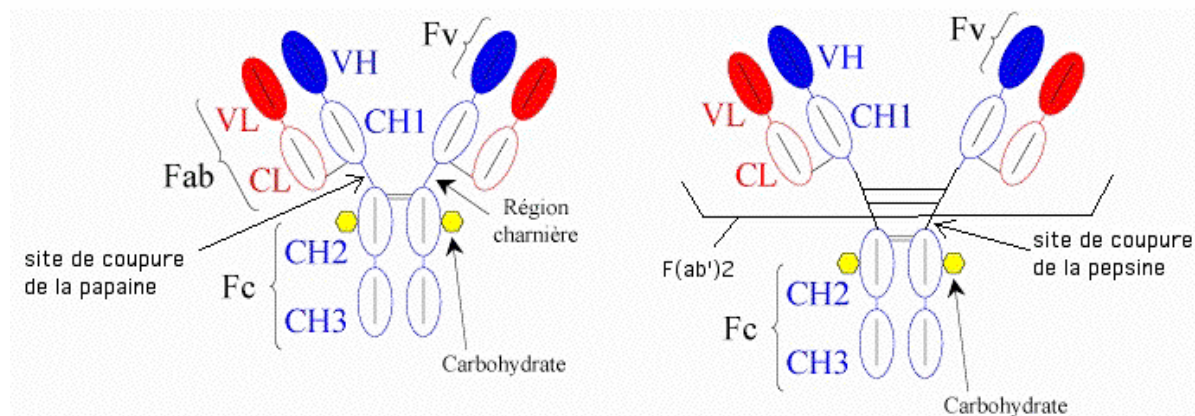 Fv
VH
VL
CH1
Fab
CL
Région
charnière
site de coupure
de la papaine
CH2
Fc
CH3
Carbohydrate
Fv
VH
VL
CH1
CL
F(ab')2
site de coupure
de la pepsine
CH2
Fc
CH3
Carbohydrate